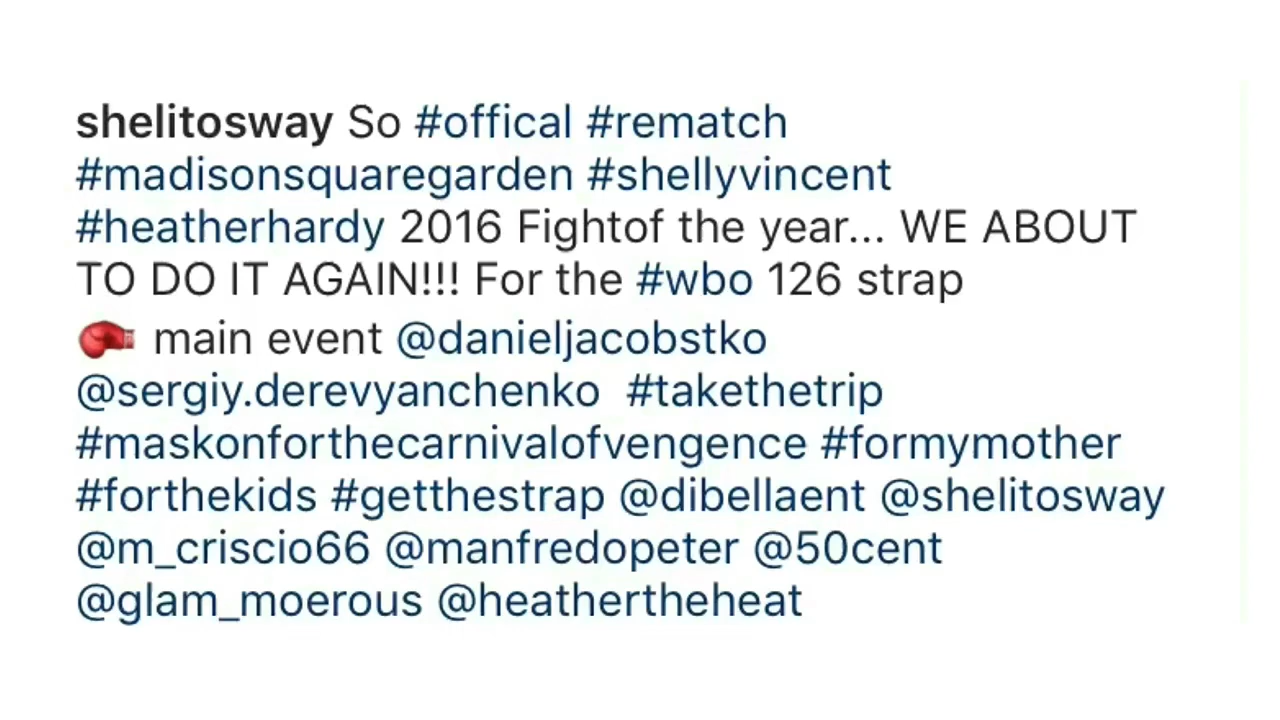 shelitosway So #offical #rematch
#madisonsquaregarden #shellyvincent
#heatherhardy 2016 Fightof the year... WE ABOUT
TO DO IT AGAIN!!! For the #wbo 126 strap
🥊 main event @danieljacobstko
@sergiy.derevyanchenko #takethetrip
#maskonforthecarnivalofvengence #formymother
#forthekids #getthestrap @dibellaent @shelitosway
@m_criscio66 @manfredopeter @50cent
@glam_moerous @heathertheheat